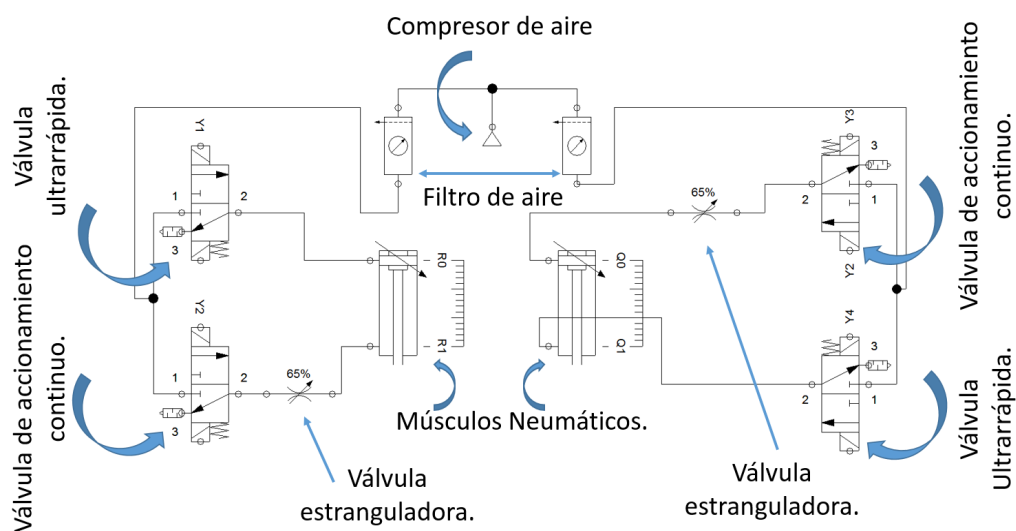 Compresor de aire
Válvula
ultrarrápida.
Y1
1
2
3
Filtro de aire
65%
Y3
3
2
1
Y2
Válvula de accionamiento
continuo.
R0
R1
Q0
Q1
Válvula de accionamiento
continuo.
Y2
1
2
3
65%
Músculos Neumáticos.
Y4
3
2
1
Válvula
Ultrarrápida.
Válvula
estranguladora.
Válvula
estranguladora.